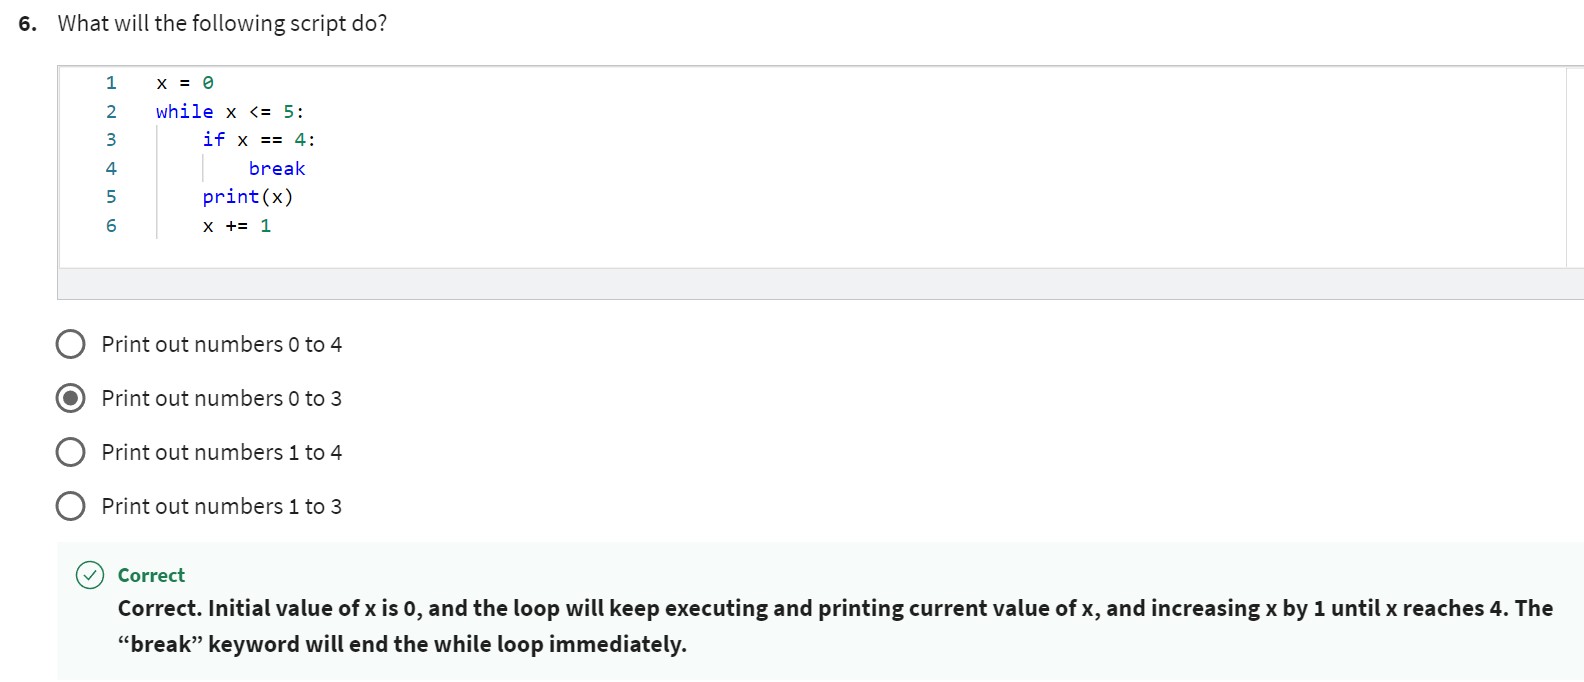 6. What will the following script do?
1 x = 0
2 while x <= 5:
3 if x == 4:
4 break
5 print(x)
6 x += 1
Print out numbers 0 to 4
Print out numbers 0 to 3
Print out numbers 1 to 4
Print out numbers 1 to 3
Correct
Correct. Initial value of x is 0, and the loop will keep executing and printing current value of x, and increasing x by 1 until x reaches 4. The
“break” keyword will end the while loop immediately.